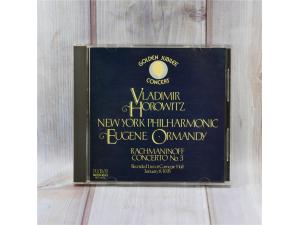 GOLDEN JUBILEE
CONCERT
VLADIMIR
HOROWITZ
NEW YORK PHILHARMONIC
EUGENE ORMANDY
RACHMANINOFF
CONCERTO No. 3
Recorded Live in Carnegie Hall
January 8, 1978